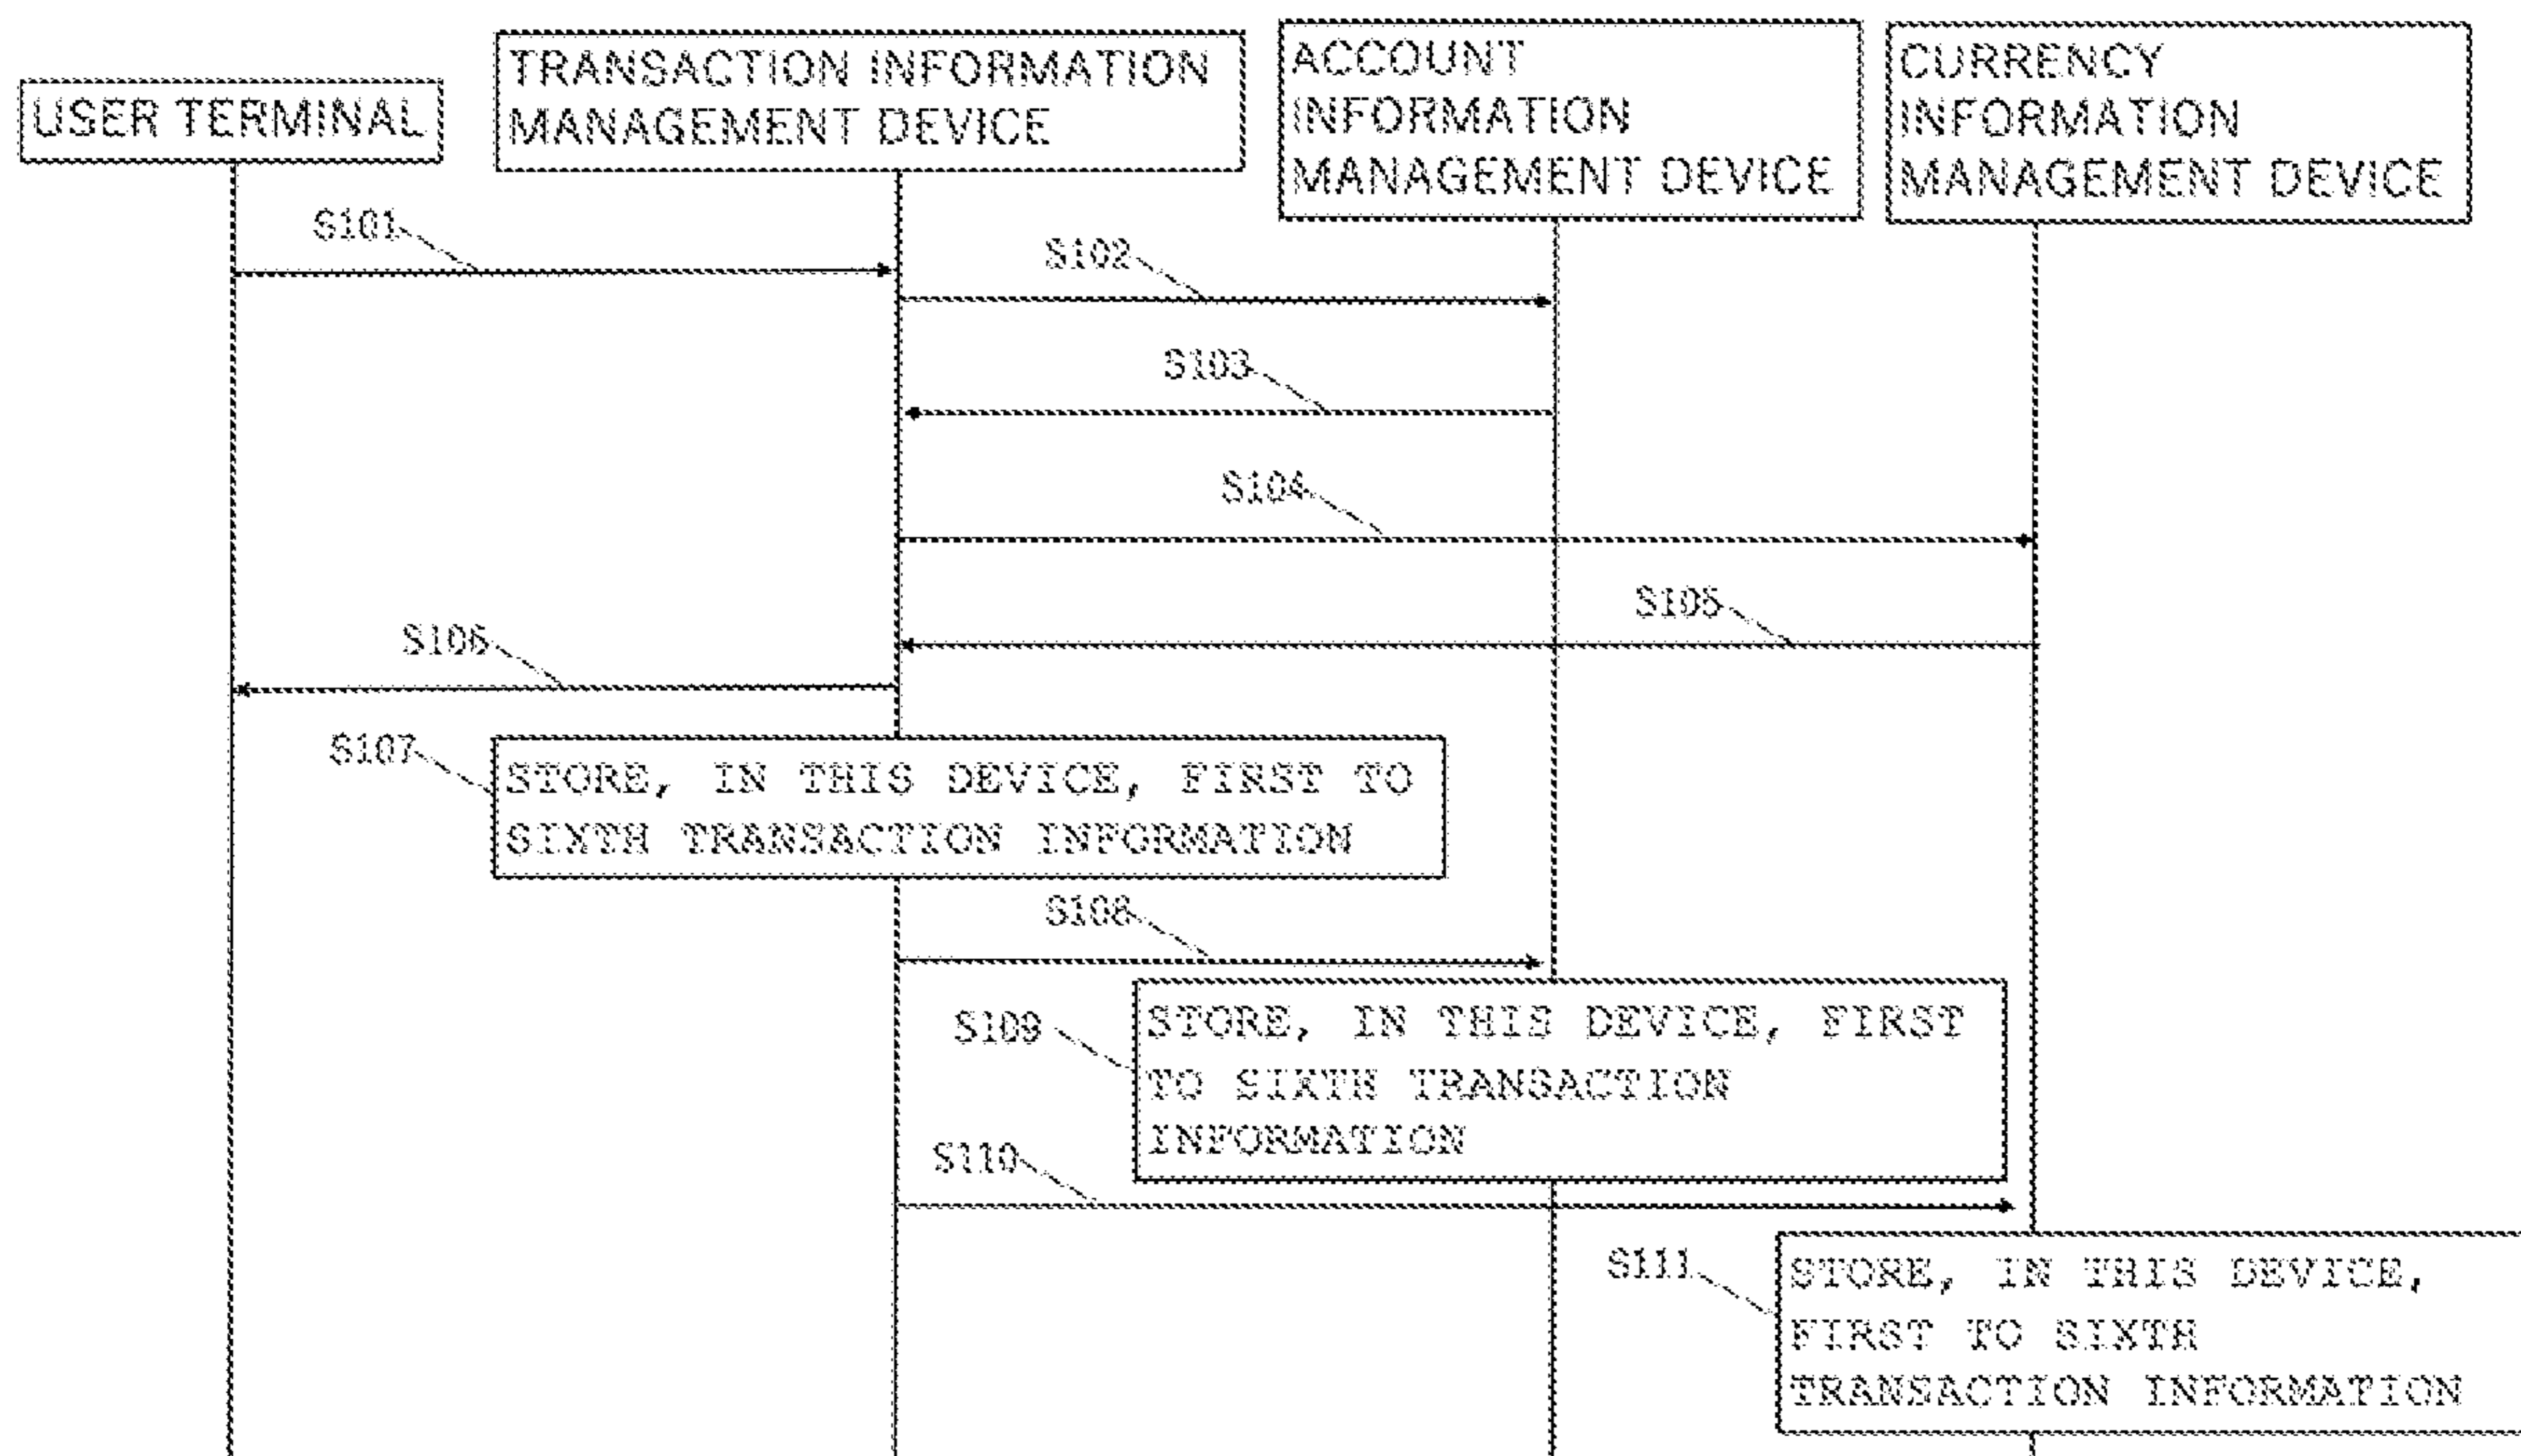 USER TERMINAL
TRANSACTION INFORMATION
MANAGEMENT DEVICE
ACCOUNT
INFORMATION
MANAGEMENT DEVICE
CURRENCY
INFORMATION
MANAGEMENT DEVICE
S101
S102
S103
S104
S105
S106
S107
STORE, IN THIS DEVICE, FIRST TO
SIXTH TRANSACTION INFORMATION
S108
S109
STORE, IN THIS DEVICE, FIRST
TO SIXTH TRANSACTION
INFORMATION
S110
S111
STORE, IN THIS DEVICE,
FIRST TO SIXTH
TRANSACTION INFORMATION